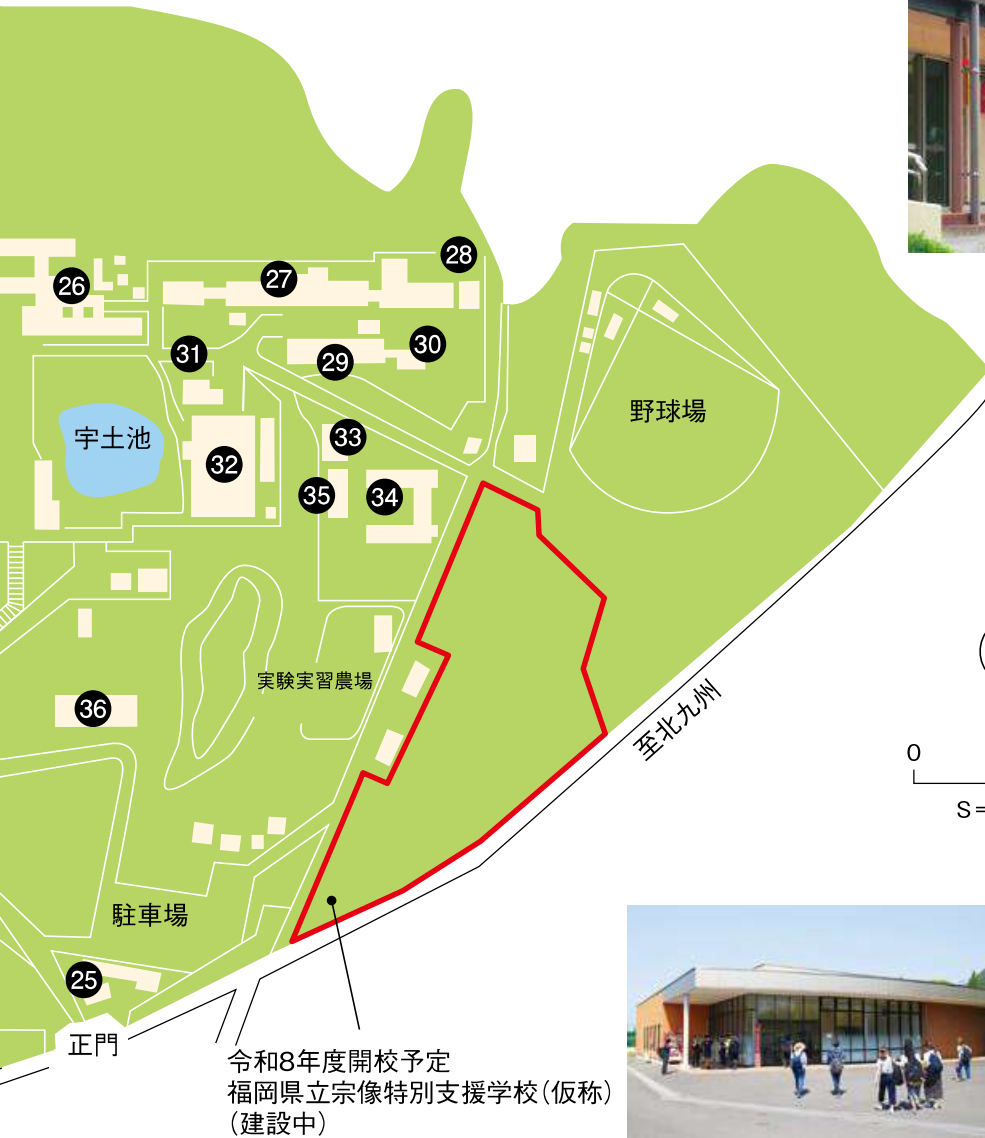 28
27
26
30
31
29
野球場
宇土池
33
32
35
34
実験実習農場
36
至北九州
0
S=
駐車場
25
正門
令和8年度開校予定
福岡県立宗像特別支援学校（仮称）
（建設中）